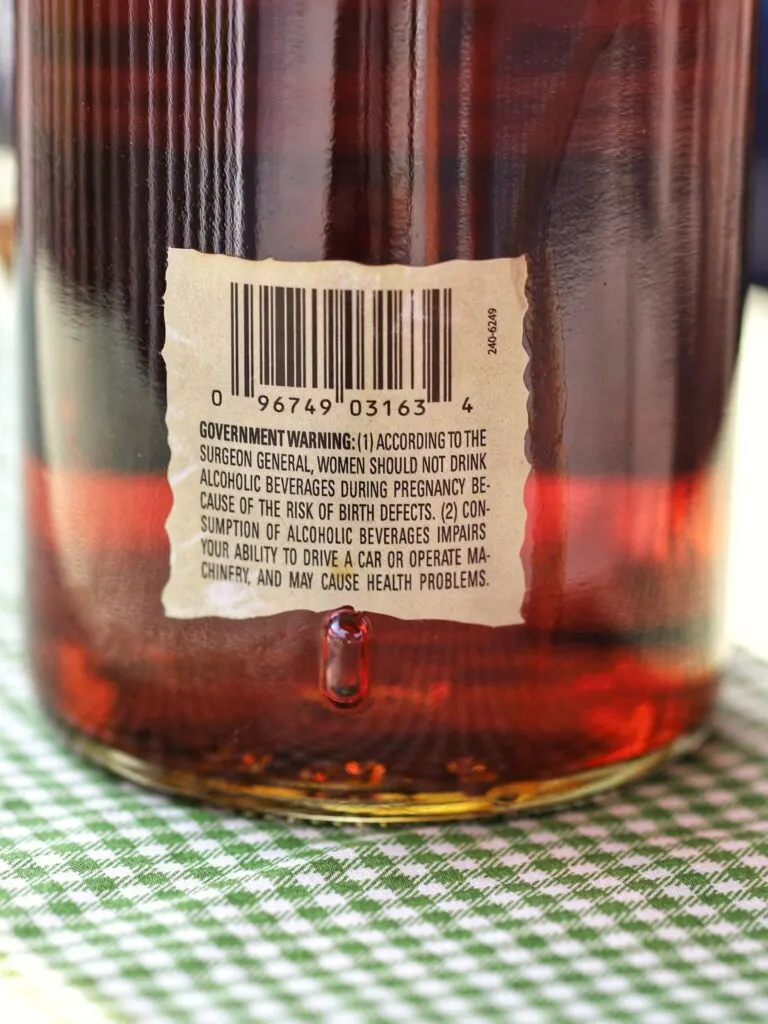 240-6249
0 96749 03163 4
GOVERNMENT WARNING: (1) ACCORDING TO THE
SURGEON GENERAL, WOMEN SHOULD NOT DRINK
ALCOHOLIC BEVERAGES DURING PREGNANCY BE-
CAUSE OF THE RISK OF BIRTH DEFECTS. (2) CON-
SUMPTION OF ALCOHOLIC BEVERAGES IMPAIRS
YOUR ABILITY TO DRIVE A CAR OR OPERATE MA-
CHINERY, AND MAY CAUSE HEALTH PROBLEMS.